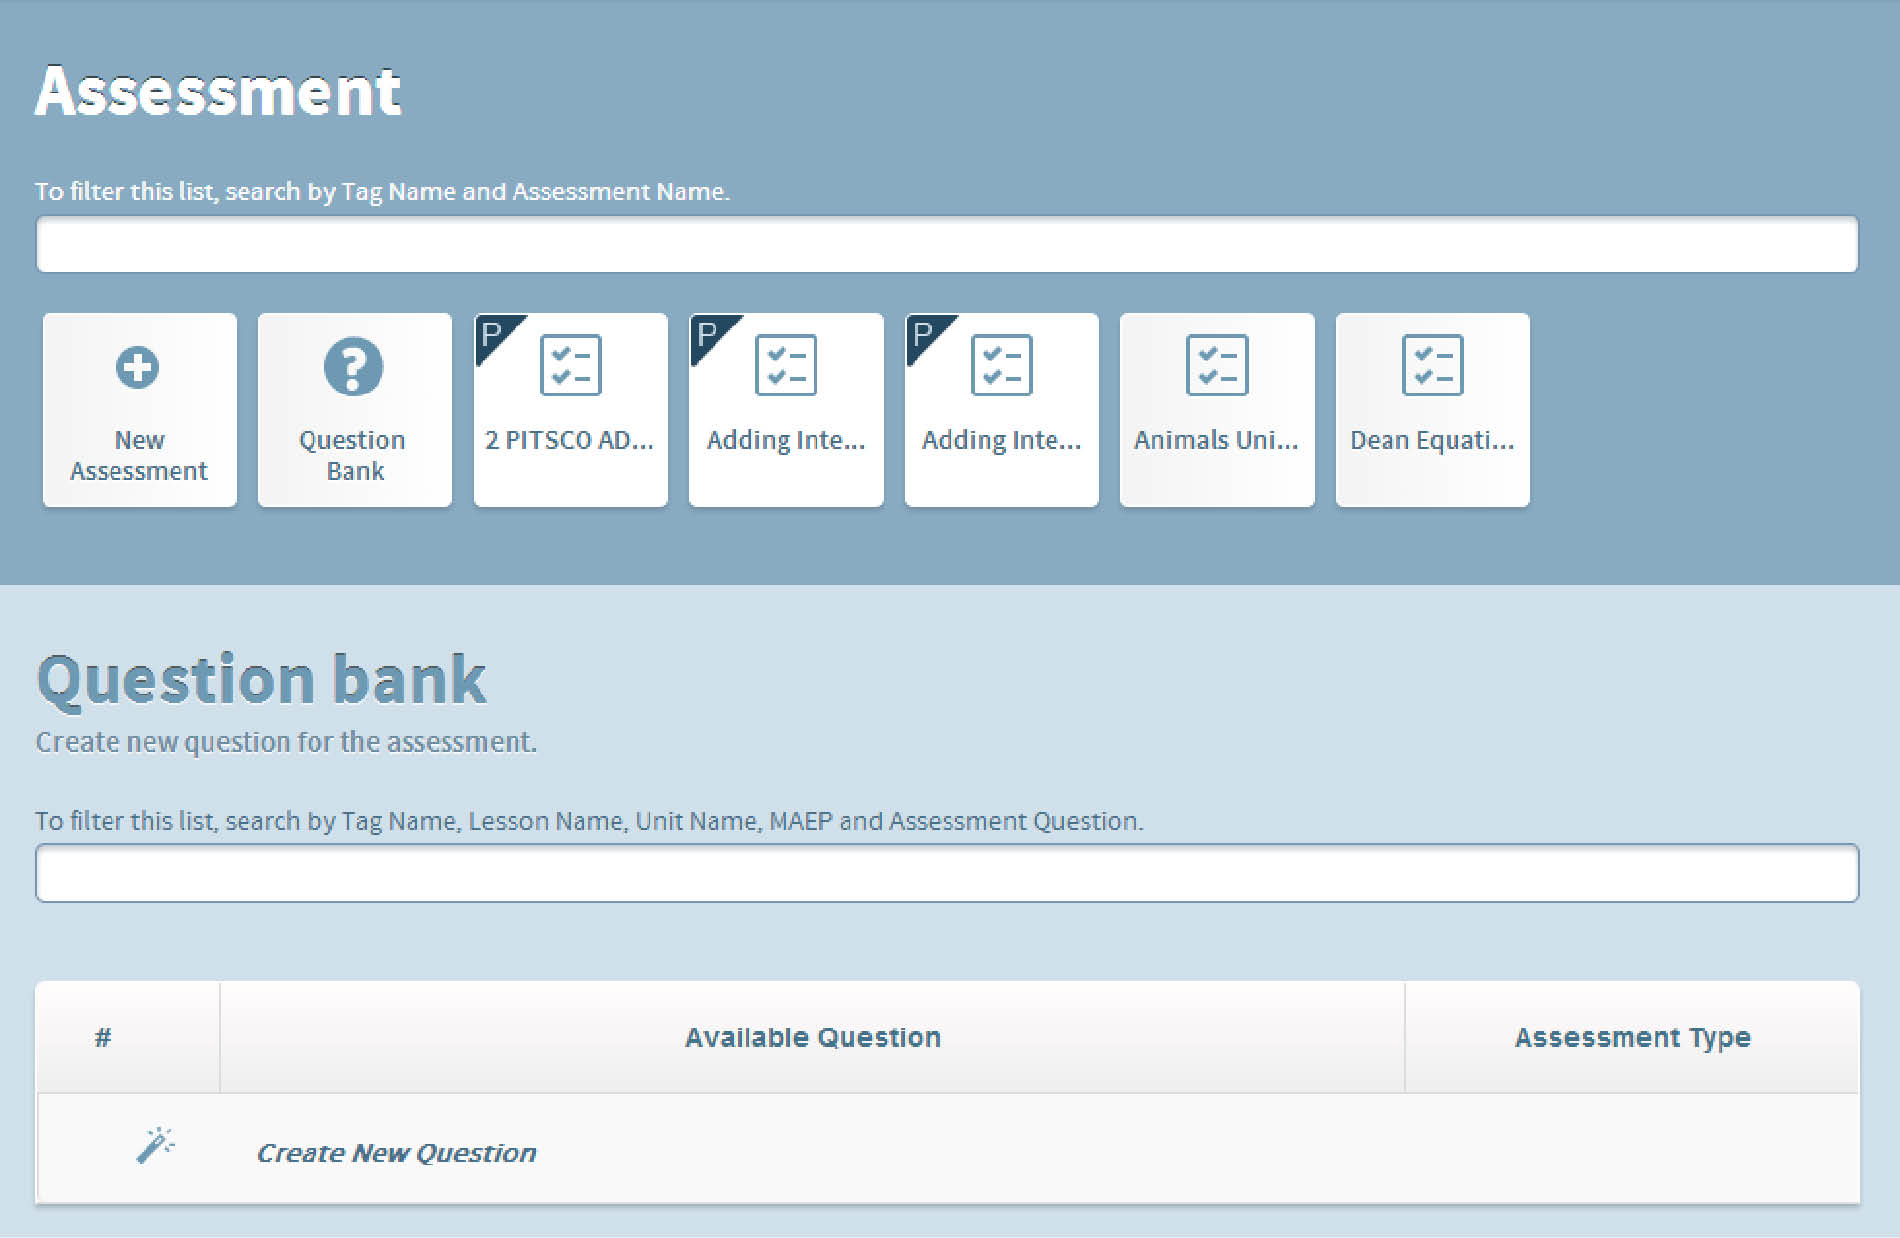 Assessment
To filter this list, search by Tag Name and Assessment Name.
New
Assessment
Question
Bank
P
2 PITSCO AD...
P
Adding Inte...
P
Adding Inte...
Animals Uni...
Dean Equati...
Question bank
Create new question for the assessment.
To filter this list, search by Tag Name, Lesson Name, Unit Name, MAEP and Assessment Question.
# Available Question Assessment Type
Create New Question